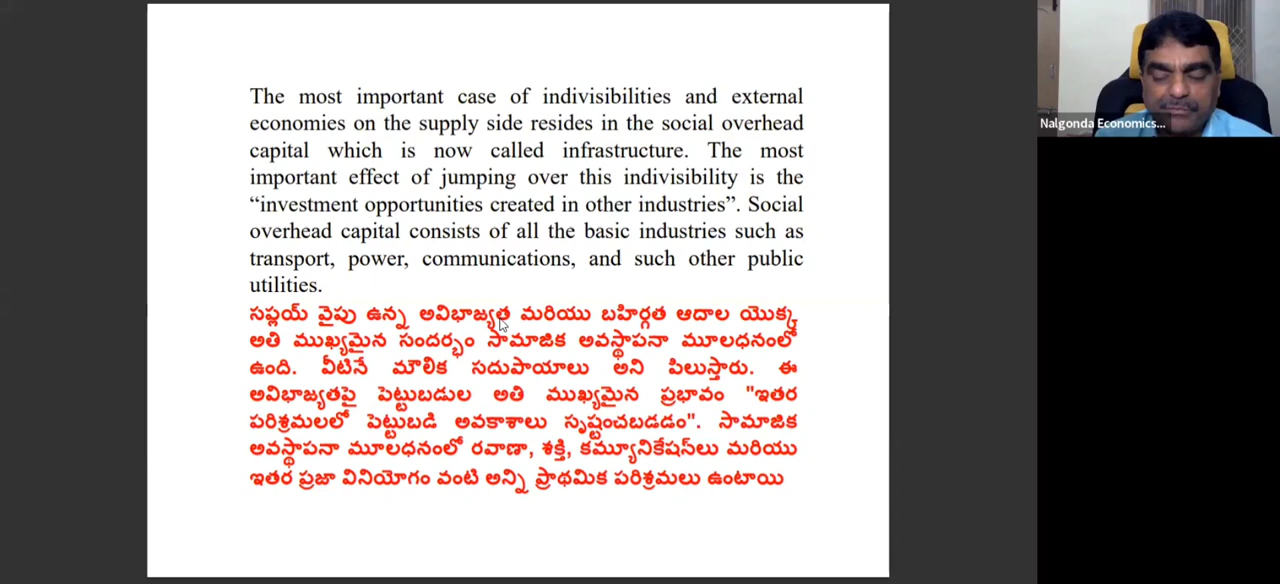 The most important case of indivisibilities and external
economies on the supply side resides in the social overhead
capital which is now called infrastructure. The most
important effect of jumping over this indivisibility is the
“investment opportunities created in other industries”. Social
overhead capital consists of all the basic industries such as
transport, power, communications, and such other public
utilities.
సప్లయ్ వైపు ఉన్న అవిభాజ్యత మరియు బహిర్గత ఆదాల యొక్క
అతి ముఖ్యమైన సందర్భం సామాజిక అవస్థాపనా మూలధనంలో
ఉంది. వీటినే మౌలిక సదుపాయాలు అని పిలుస్తారు. ఈ
అవిభాజ్యతపై పెట్టుబడుల అతి ముఖ్యమైన ప్రభావం "ఇతర
పరిశ్రమలలో పెట్టుబడి అవకాశాలు సృష్టించబడడం". సామాజిక
అవస్థాపనా మూలధనంలో రవాణా, శక్తి, కమ్యూనికేషన్‌లు మరియు
ఇతర ప్రజా వినియోగం వంటి అన్ని ప్రాథమిక పరిశ్రమలు ఉంటాయి
Nalgonda Economics...